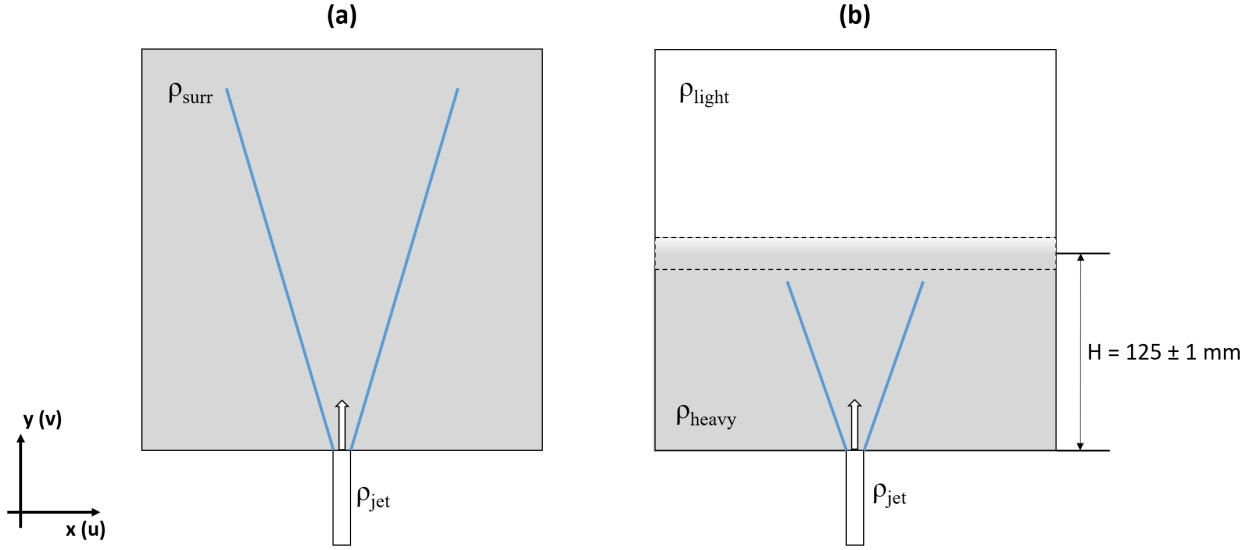 (a)
(b)
ρsurr
ρlight
H = 125 ± 1 mm
ρheavy
y (v)
ρjet
ρjet
x (u)